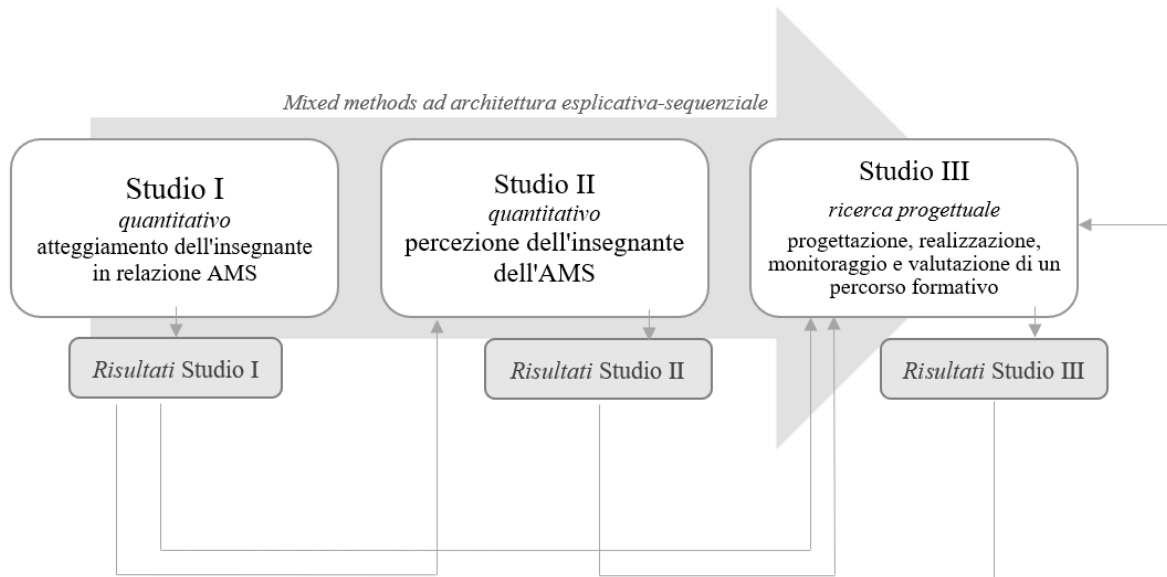 Mixed methods ad architettura esplicativa-sequenziale
Studio I
quantitativo
atteggiamento dell'insegnante
in relazione AMS
Studio II
quantitativo
percezione dell'insegnante
dell'AMS
Studio III
ricerca progettuale
progettazione, realizzazione,
monitoraggio e valutazione di un
percorso formativo
Risultati Studio I
Risultati Studio II
Risultati Studio III